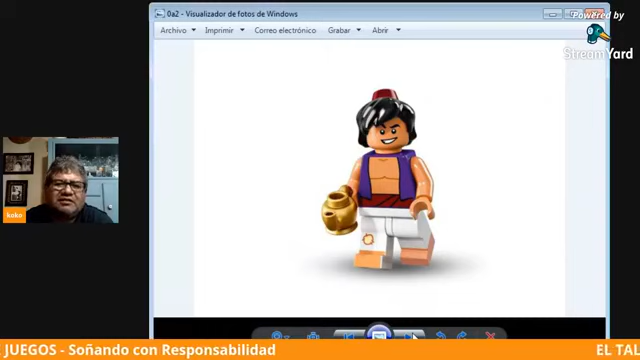 0a2 - Visualizador de fotos de Windows
Powered by
Archivo Imprimir Correo electrónico Grabar Abrir
StreamYard
koko
JUEGOS - Soñando con Responsabilidad EL TAL